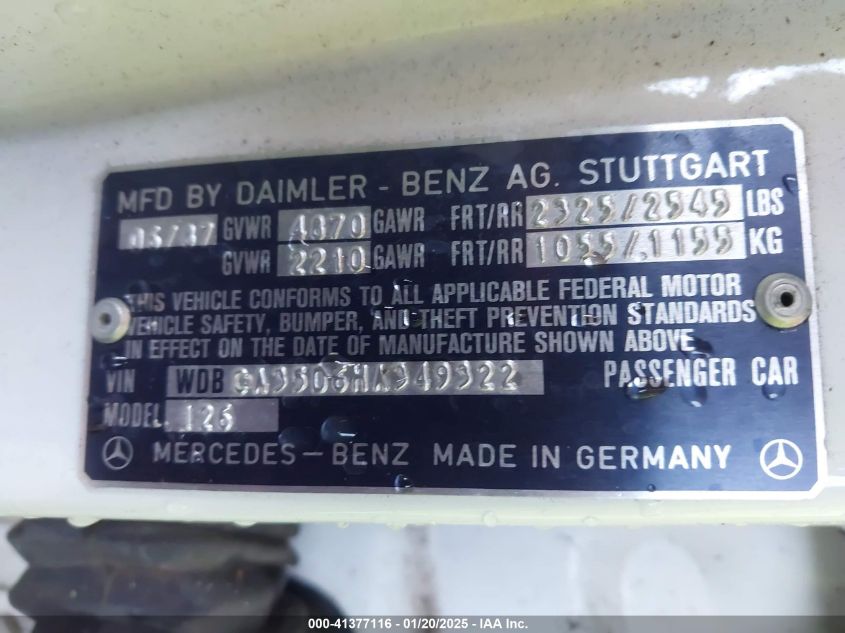 MFD BY DAIMLER - BENZ AG. STUTTGART
05/87 GVWR 4870 GAWR FRT/RR 2325/2545 LBS
GVWR 2210 GAWR FRT/RR 1055/1155 KG
THIS VEHICLE CONFORMS TO ALL APPLICABLE FEDERAL MOTOR
VEHICLE SAFETY, BUMPER, AND THEFT PREVENTION STANDARDS
IN EFFECT ON THE DATE OF MANUFACTURE SHOWN ABOVE
VIN WDB CA35D6HA349322 PASSENGER CAR
MODEL 126
MERCEDES-BENZ MADE IN GERMANY
000-41377116 - 01/20/2025 - IAA Inc.